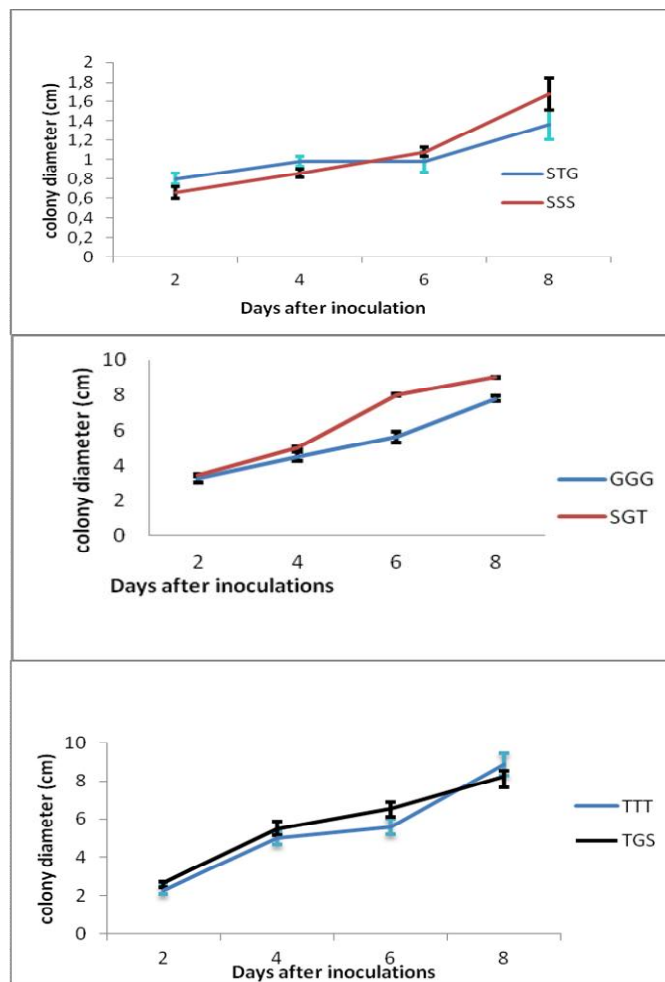 2
1,8
1,6
1,4
1,2
1
0,8
0,6
0,4
0,2
0
colony diameter (cm)
STG
SSS
2 4 6 8
Days after inoculation
10
8
6
4
2
0
colony diameter (cm)
GGG
SGT
2 4 6 8
Days after inoculations
10
8
6
4
2
0
colony diameter (cm)
TTT
TGS
2 4 6 8
Days after inoculations